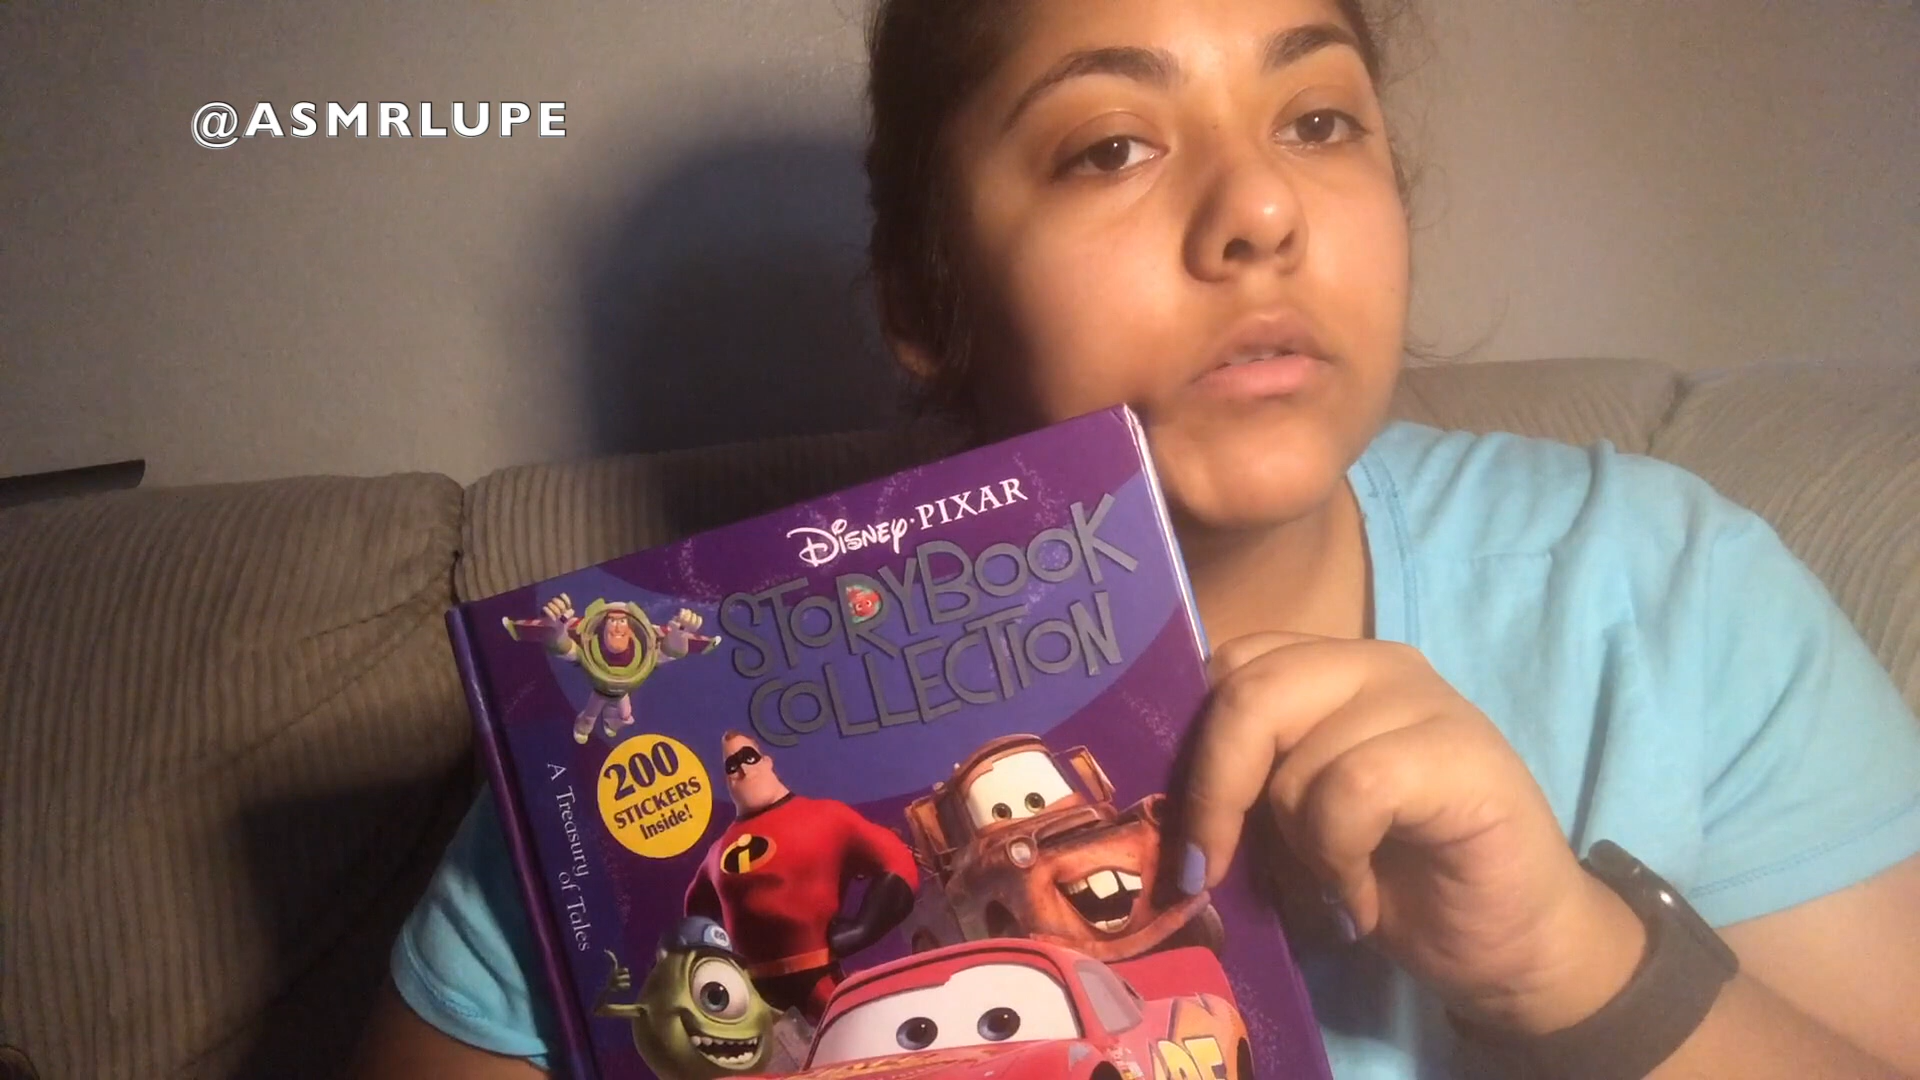 @ASMRLUPE
DISNEY·PIXAR
STORYBOOK
COLLECTION
200
STICKERS
Inside!
A Treasury of Tales